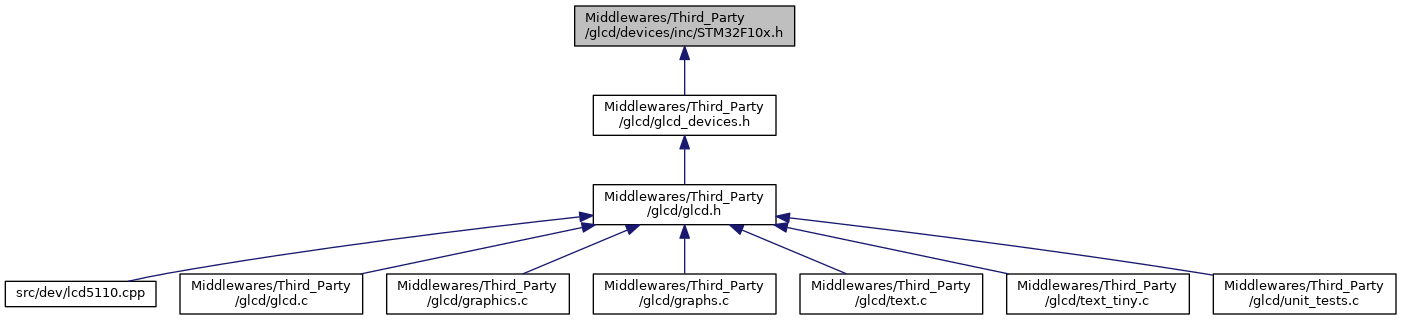 Middlewares/Third_Party
/glcd/devices/inc/STM32F10x.h
Middlewares/Third_Party
/glcd/glcd_devices.h
Middlewares/Third_Party
/glcd/glcd.h
src/dev/lcd5110.cpp
Middlewares/Third_Party
/glcd/glcd.c
Middlewares/Third_Party
/glcd/graphics.c
Middlewares/Third_Party
/glcd/graphs.c
Middlewares/Third_Party
/glcd/text.c
Middlewares/Third_Party
/glcd/text_tiny.c
Middlewares/Third_Party
/glcd/unit_tests.c